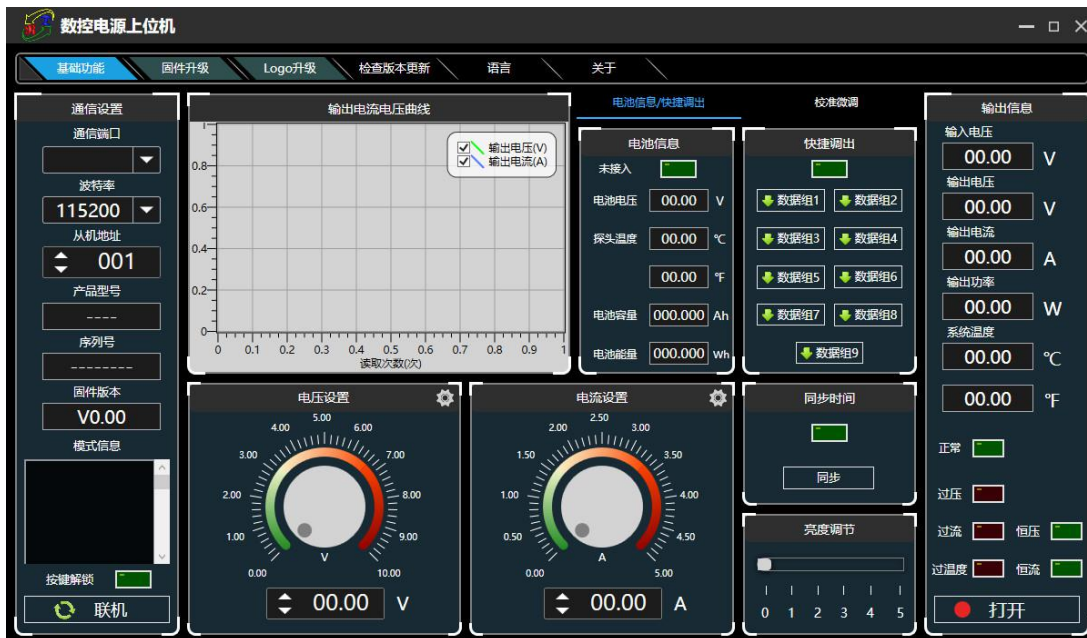 数控电源上位机
基础功能 固件升级 Logo升级 检查版本更新 语言 关于
通信设置
通信端口
波特率
115200
从机地址
001
产品型号
----
序列号
--------
固件版本
V0.00
模式信息
按键解锁
联机
输出电流电压曲线
输出电压(V)
输出电流(A)
1
0.8
0.6
0.4
0.2
0
0 0.1 0.2 0.3 0.4 0.5 0.6 0.7 0.8 0.9 1
读取次数(次)
电池信息/快捷调出 校准微调
电池信息
未接入
电池电压 00.00 V
探头温度 00.00 ℃
00.00 ℉
电池容量 000.000 Ah
电池能量 000.000 Wh
快捷调出
数据组1 数据组2
数据组3 数据组4
数据组5 数据组6
数据组7 数据组8
数据组9
电压设置
5.00
4.00 6.00
3.00 7.00
2.00 8.00
1.00 9.00
V
0.00 10.00
00.00 V
电流设置
2.50
2.00 3.00
1.50 3.50
1.00 4.00
0.50 4.50
A
0.00 5.00
00.00 A
同步时间
同步
亮度调节
0 1 2 3 4 5
输出信息
输入电压
00.00 V
输出电压
00.00 V
输出电流
00.00 A
输出功率
00.00 W
系统温度
00.00 ℃
00.00 ℉
正常
过压
过流 恒压
过温度 恒流
打开